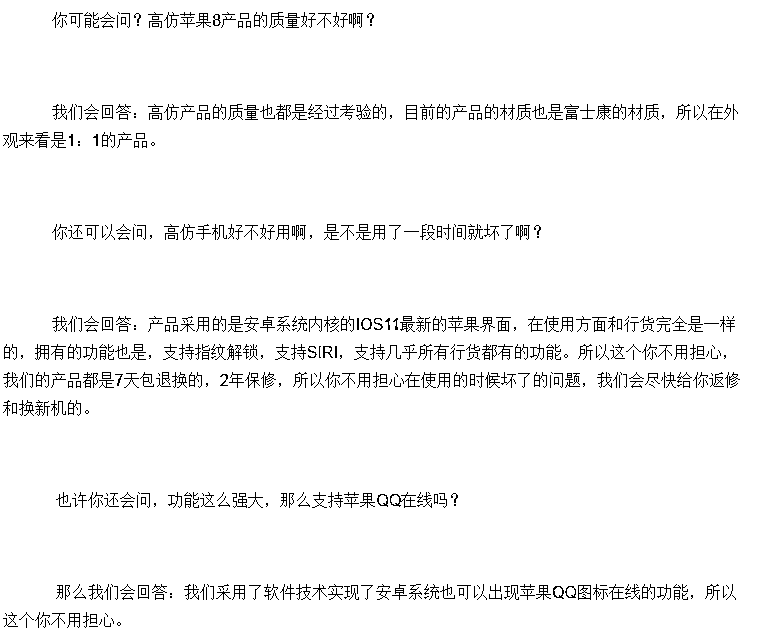 你可能会问？高仿苹果8产品的质量好不好啊？
我们会回答：高仿产品的质量也都是经过考验的，目前的产品的材质也是富士康的材质，所以在外
观来看是1：1的产品。
你还可以会问，高仿手机好不好用啊，是不是用了一段时间就坏了啊？
我们会回答：产品采用的是安卓系统内核的IOS11最新的苹果界面，在使用方面和行货完全是一样
的，拥有的功能也是，支持指纹解锁，支持SIRI，支持几乎所有行货都有的功能。所以这个你不用担心，
我们的产品都是7天包退换的，2年保修，所以你不用担心在使用的时候坏了的问题，我们会尽快给你返修
和换新机的。
也许你还会问，功能这么强大，那么支持苹果QQ在线吗？
那么我们会回答：我们采用了软件技术实现了安卓系统也可以出现苹果QQ图标在线的功能，所以
这个你不用担心。